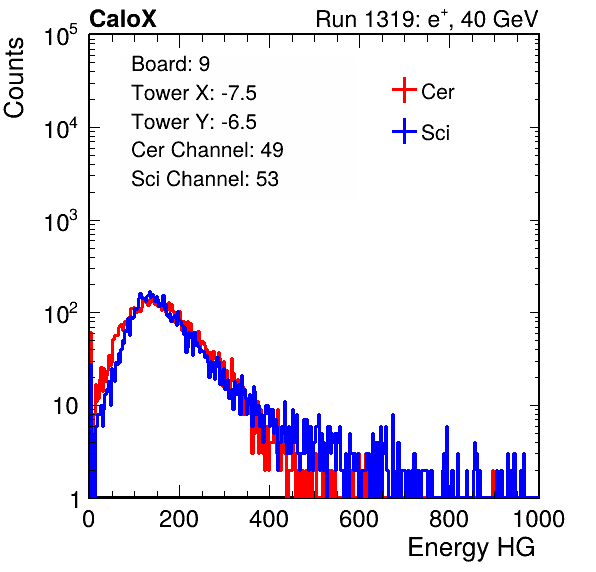 CaloX Run 1319: e⁺, 40 GeV
Counts
Board: 9
Tower X: -7.5
Tower Y: -6.5
Cer Channel: 49
Sci Channel: 53
Cer
Sci
10⁵
10⁴
10³
10²
10
1
0 200 400 600 800 1000
Energy HG